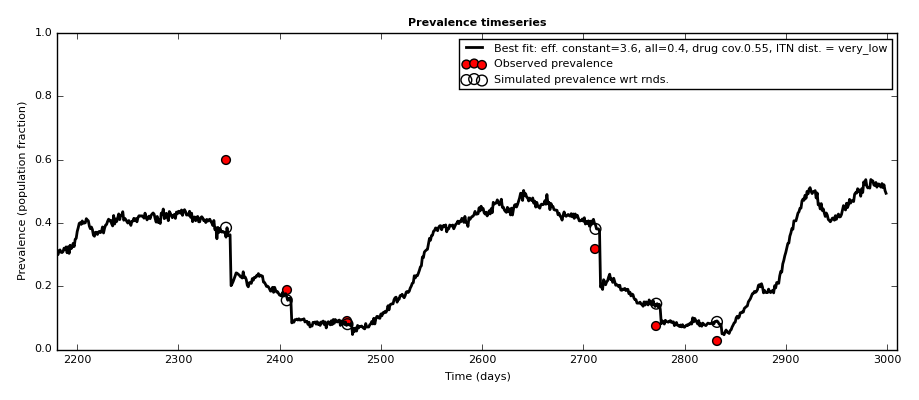 Prevalence timeseries
Best fit: eff. constant=3.6, all=0.4, drug cov.0.55, ITN dist. = very_low
Observed prevalence
Simulated prevalence wrt rnds.
Prevalence (population fraction)
1.0
0.8
0.6
0.4
0.2
0.0
2200 2300 2400 2500 2600 2700 2800 2900 3000
Time (days)